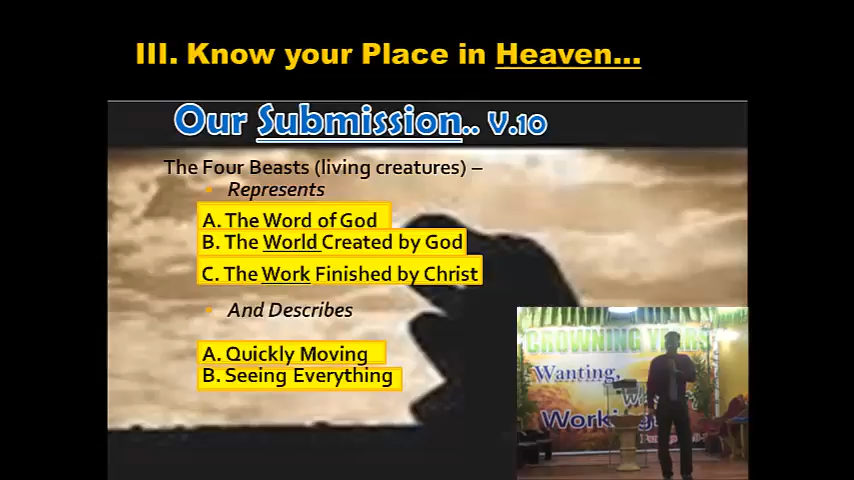 III. Know your Place in Heaven...
Our Submission.. V.10
The Four Beasts (living creatures) –
Represents
A. The Word of God
B. The World Created by God
C. The Work Finished by Christ
And Describes
A. Quickly Moving
B. Seeing Everything
CROWNING YEARS
Wanting,
Working